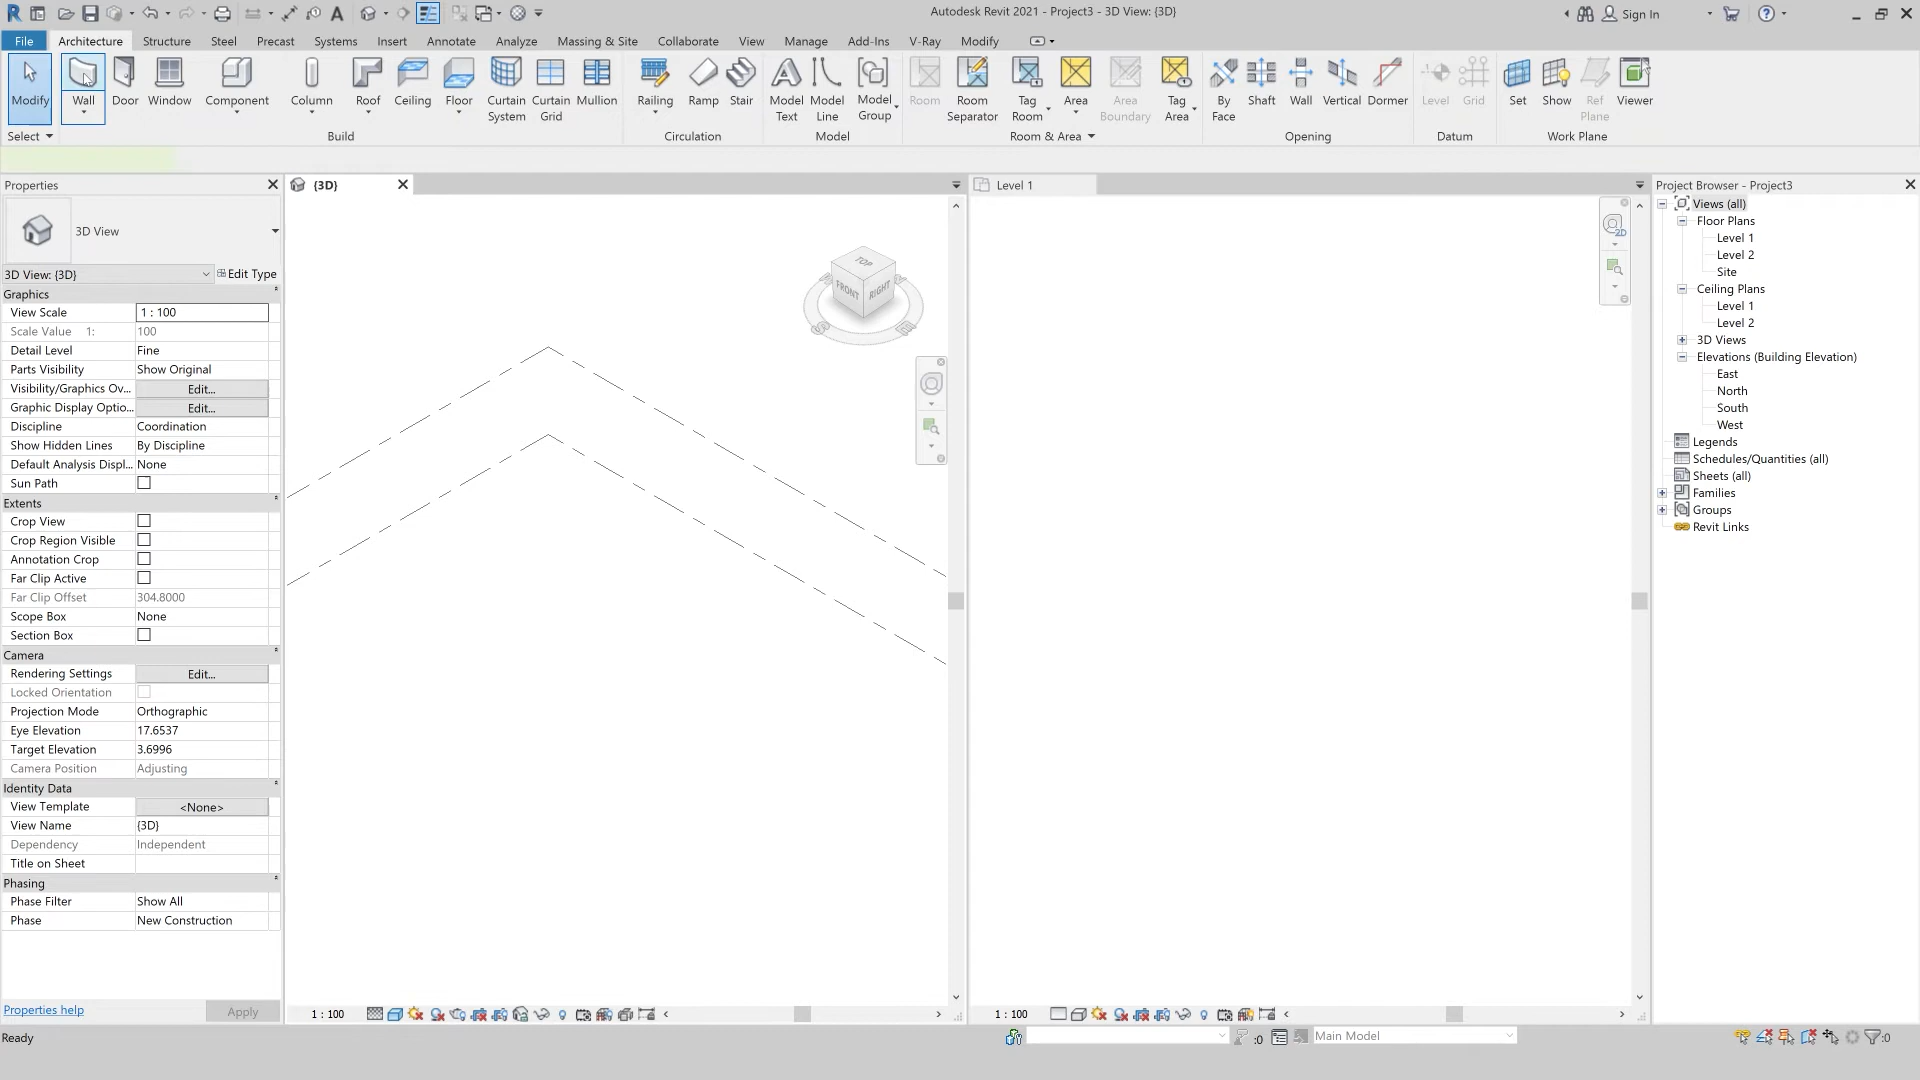 Autodesk Revit 2021 - Project3 - 3D View: {3D}
Sign In
File Architecture Structure Steel Precast Systems Insert Annotate Analyze Massing & Site Collaborate View Manage Add-Ins V-Ray Modify
Modify Wall Door Window Component Column Roof Ceiling Floor Curtain System Curtain Grid Mullion Railing Ramp Stair Model Text Model Line Model Group Room Room Separator Tag Room Area Area Boundary Tag Area By Face Shaft Wall Vertical Dormer Level Grid Set Show Ref Plane Viewer
Select Build Circulation Model Room & Area Opening Datum Work Plane
Properties
3D View
3D View: {3D} Edit Type
Graphics
View Scale 1 : 100
Scale Value 1: 100
Detail Level Fine
Parts Visibility Show Original
Visibility/Graphics Ov... Edit...
Graphic Display Optio... Edit...
Discipline Coordination
Show Hidden Lines By Discipline
Default Analysis Displ... None
Sun Path
Extents
Crop View
Crop Region Visible
Annotation Crop
Far Clip Active
Far Clip Offset 304.8000
Scope Box None
Section Box
Camera
Rendering Settings Edit...
Locked Orientation
Projection Mode Orthographic
Eye Elevation 17.6537
Target Elevation 3.6996
Camera Position Adjusting
Identity Data
View Template <None>
View Name {3D}
Dependency Independent
Title on Sheet
Phasing
Phase Filter Show All
Phase New Construction
Properties help Apply
{3D}
TOP
FRONT RIGHT
1 : 100
Level 1
2D
1 : 100
Project Browser - Project3
Views (all)
Floor Plans
Level 1
Level 2
Site
Ceiling Plans
Level 1
Level 2
3D Views
Elevations (Building Elevation)
East
North
South
West
Legends
Schedules/Quantities (all)
Sheets (all)
Families
Groups
Revit Links
Ready
:0
Main Model
:0